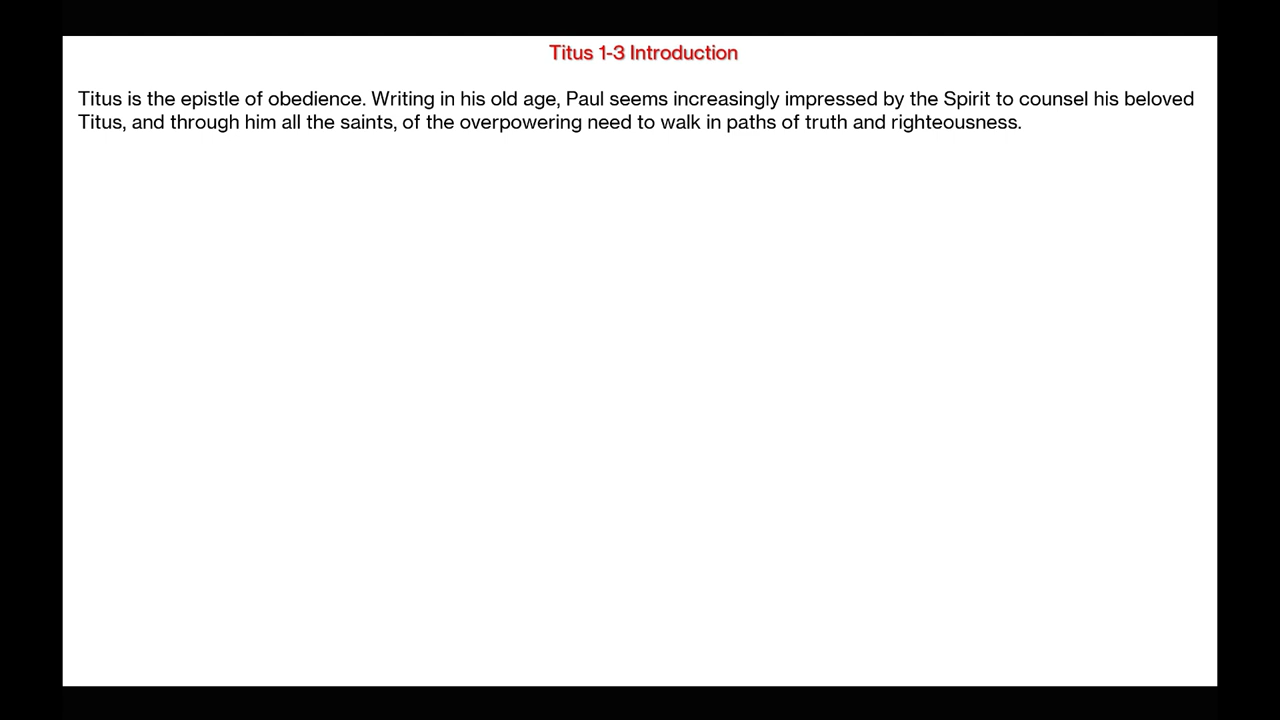 Titus 1-3 Introduction
Titus is the epistle of obedience. Writing in his old age, Paul seems increasingly impressed by the Spirit to counsel his beloved
Titus, and through him all the saints, of the overpowering need to walk in paths of truth and righteousness.